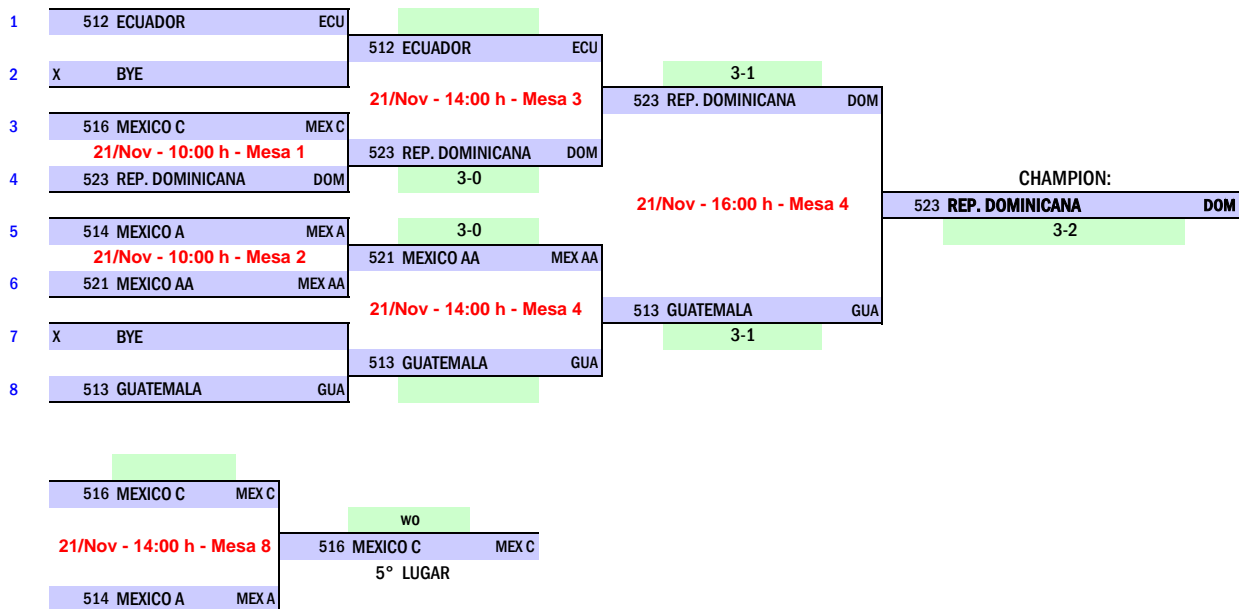 1 512 ECUADOR ECU
512 ECUADOR ECU
2 X BYE 3-1
21/Nov - 14:00 h - Mesa 3 523 REP. DOMINICANA DOM
3 516 MEXICO C MEX C
21/Nov - 10:00 h - Mesa 1 523 REP. DOMINICANA DOM
4 523 REP. DOMINICANA DOM 3-0 CHAMPION:
21/Nov - 16:00 h - Mesa 4 523 REP. DOMINICANA DOM
5 514 MEXICO A MEX A 3-0 3-2
21/Nov - 10:00 h - Mesa 2 521 MEXICO AA MEX AA
6 521 MEXICO AA MEX AA
21/Nov - 14:00 h - Mesa 4 513 GUATEMALA GUA
7 X BYE 3-1
513 GUATEMALA GUA
8 513 GUATEMALA GUA
516 MEXICO C MEX C
wo
21/Nov - 14:00 h - Mesa 8 516 MEXICO C MEX C
5° LUGAR
514 MEXICO A MEX A